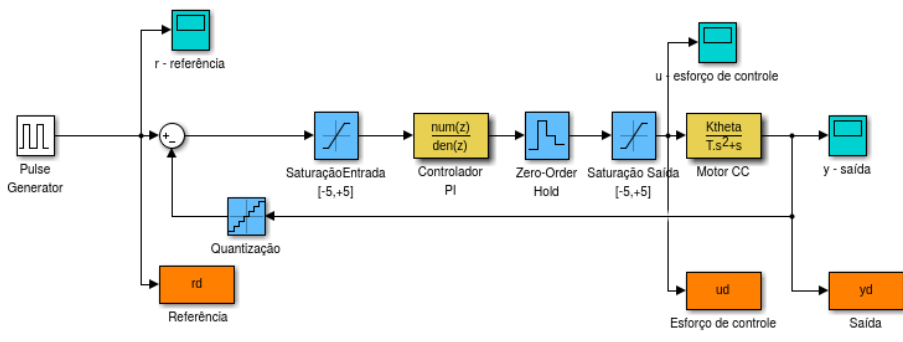 r - referência
u - esforço de controle
Pulse
Generator
+
−
SaturaçãoEntrada
[-5,+5]
num(z)
den(z)
Controlador
PI
Zero-Order
Hold
Saturação Saída
[-5,+5]
Ktheta
T.s²+s
Motor CC
y - saída
Quantização
rd
Referência
ud
Esforço de controle
yd
Saída